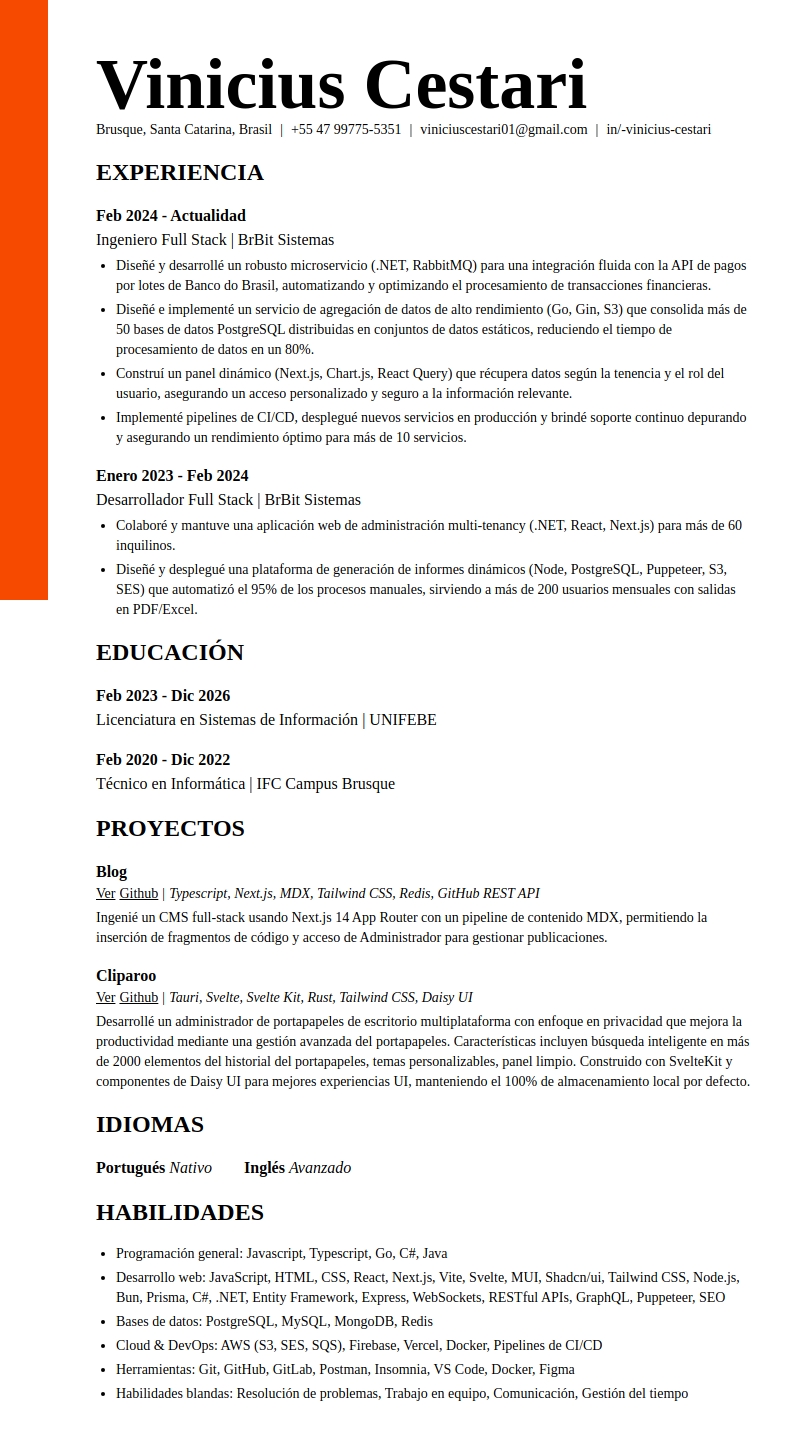 Vinicius Cestari
Brusque, Santa Catarina, Brasil | +55 47 99775-5351 | viniciuscestari01@gmail.com | in/-vinicius-cestari
EXPERIENCIA
Feb 2024 - Actualidad
Ingeniero Full Stack | BrBit Sistemas
• Diseñé y desarrollé un robusto microservicio (.NET, RabbitMQ) para una integración fluida con la API de pagos
por lotes de Banco do Brasil, automatizando y optimizando el procesamiento de transacciones financieras.
• Diseñé e implementé un servicio de agregación de datos de alto rendimiento (Go, Gin, S3) que consolida más de
50 bases de datos PostgreSQL distribuidas en conjuntos de datos estáticos, reduciendo el tiempo de
procesamiento de datos en un 80%.
• Construí un panel dinámico (Next.js, Chart.js, React Query) que récupera datos según la tenencia y el rol del
usuario, asegurando un acceso personalizado y seguro a la información relevante.
• Implementé pipelines de CI/CD, desplegué nuevos servicios en producción y brindé soporte continuo depurando
y asegurando un rendimiento óptimo para más de 10 servicios.
Enero 2023 - Feb 2024
Desarrollador Full Stack | BrBit Sistemas
• Colaboré y mantuve una aplicación web de administración multi-tenancy (.NET, React, Next.js) para más de 60
inquilinos.
• Diseñé y desplegué una plataforma de generación de informes dinámicos (Node, PostgreSQL, Puppeteer, S3,
SES) que automatizó el 95% de los procesos manuales, sirviendo a más de 200 usuarios mensuales con salidas
en PDF/Excel.
EDUCACIÓN
Feb 2023 - Dic 2026
Licenciatura en Sistemas de Información | UNIFEBE
Feb 2020 - Dic 2022
Técnico en Informática | IFC Campus Brusque
PROYECTOS
Blog
Ver Github | Typescript, Next.js, MDX, Tailwind CSS, Redis, GitHub REST API
Ingenié un CMS full-stack usando Next.js 14 App Router con un pipeline de contenido MDX, permitiendo la
inserción de fragmentos de código y acceso de Administrador para gestionar publicaciones.
Cliparoo
Ver Github | Tauri, Svelte, Svelte Kit, Rust, Tailwind CSS, Daisy UI
Desarrollé un administrador de portapapeles de escritorio multiplataforma con enfoque en privacidad que mejora la
productividad mediante una gestión avanzada del portapapeles. Características incluyen búsqueda inteligente en más
de 2000 elementos del historial del portapapeles, temas personalizables, panel limpio. Construido con SvelteKit y
componentes de Daisy UI para mejores experiencias UI, manteniendo el 100% de almacenamiento local por defecto.
IDIOMAS
Portugués Nativo Inglés Avanzado
HABILIDADES
• Programación general: Javascript, Typescript, Go, C#, Java
• Desarrollo web: JavaScript, HTML, CSS, React, Next.js, Vite, Svelte, MUI, Shadcn/ui, Tailwind CSS, Node.js,
Bun, Prisma, C#, .NET, Entity Framework, Express, WebSockets, RESTful APIs, GraphQL, Puppeteer, SEO
• Bases de datos: PostgreSQL, MySQL, MongoDB, Redis
• Cloud & DevOps: AWS (S3, SES, SQS), Firebase, Vercel, Docker, Pipelines de CI/CD
• Herramientas: Git, GitHub, GitLab, Postman, Insomnia, VS Code, Docker, Figma
• Habilidades blandas: Resolución de problemas, Trabajo en equipo, Comunicación, Gestión del tiempo